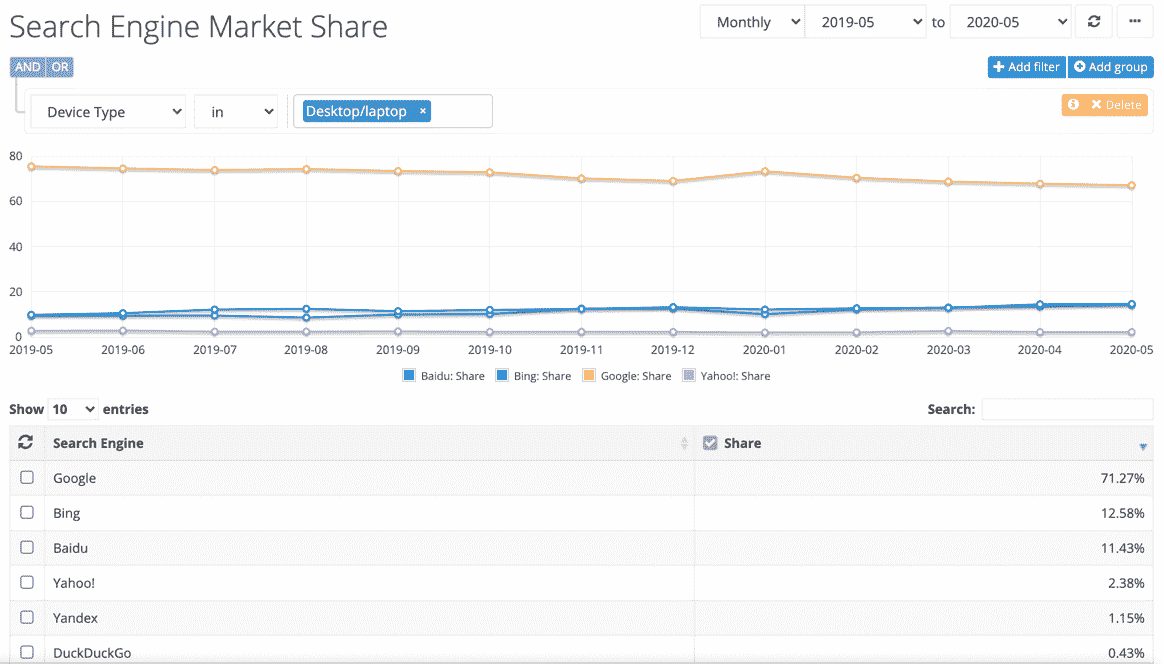 Search Engine Market Share
Monthly 2019-05 to 2020-05 ...
AND OR
Add filter Add group
Device Type in Desktop/laptop × Delete
80
60
40
20
0
2019-05 2019-06 2019-07 2019-08 2019-09 2019-10 2019-11 2019-12 2020-01 2020-02 2020-03 2020-04 2020-05
Baidu: Share Bing: Share Google: Share Yahoo!: Share
Show 10 entries Search:
Search Engine Share
Google 71.27%
Bing 12.58%
Baidu 11.43%
Yahoo! 2.38%
Yandex 1.15%
DuckDuckGo 0.43%